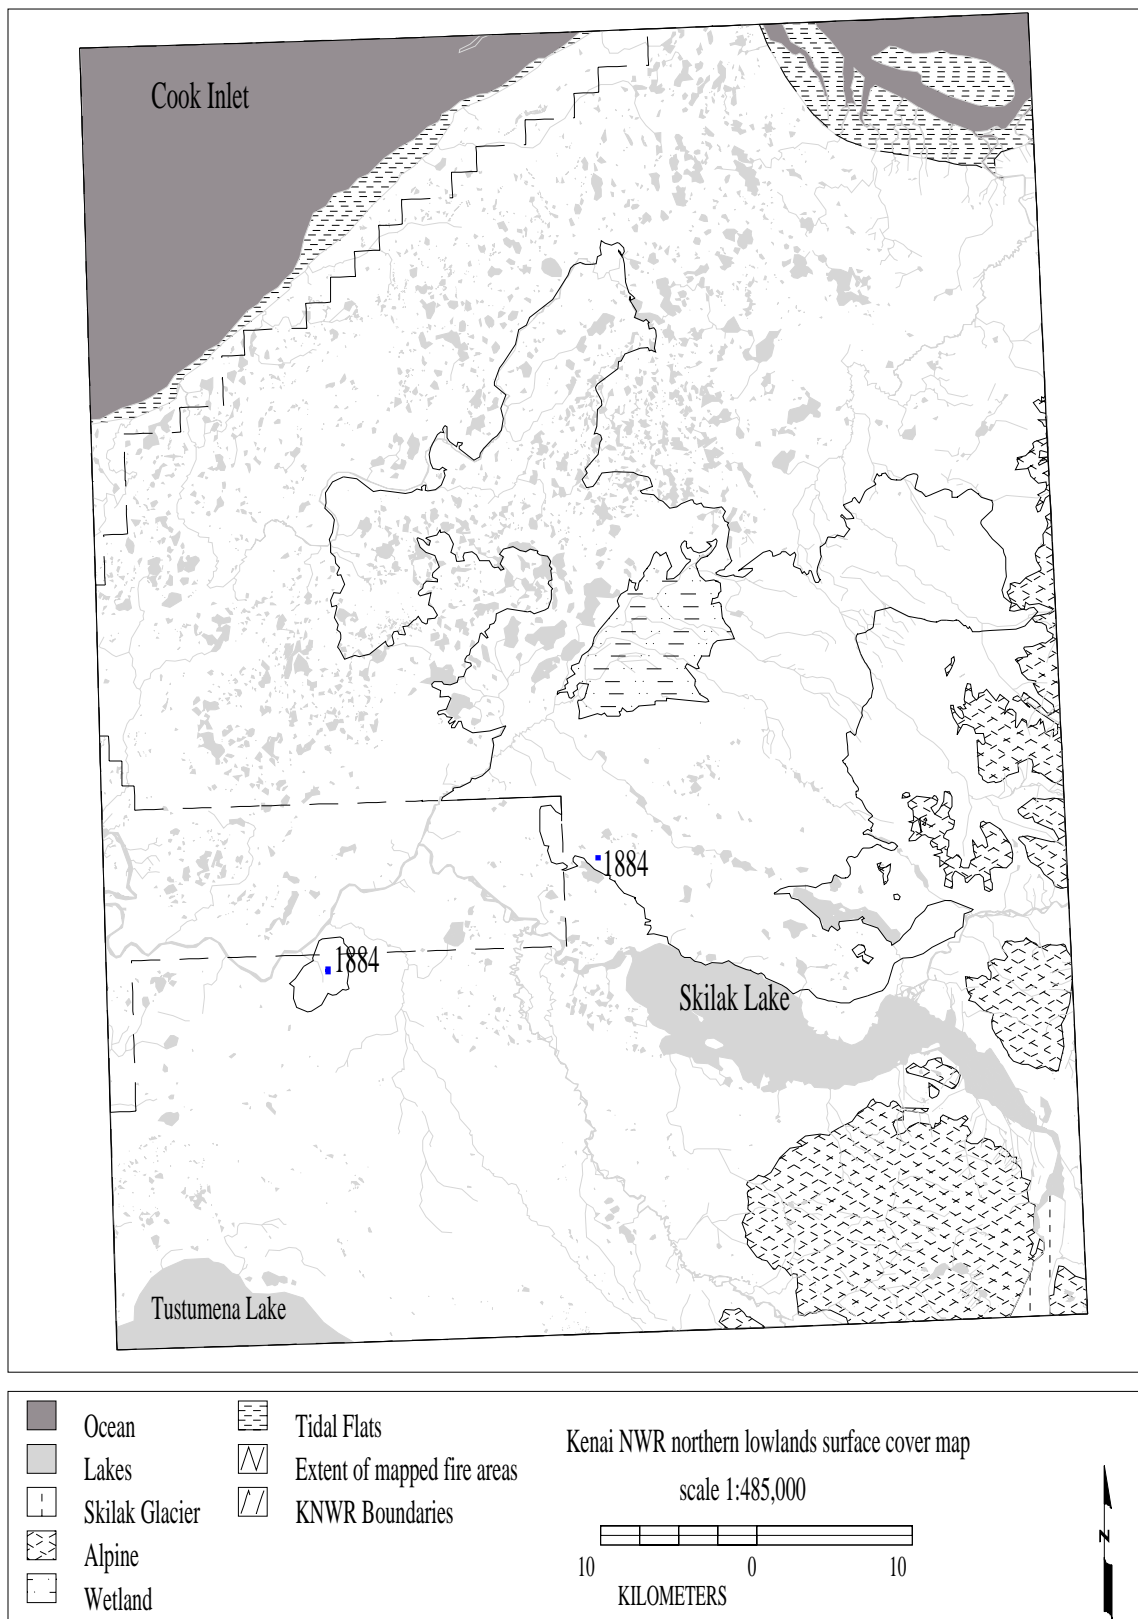 Cook Inlet
1884
1884
Skilak Lake
Tustumena Lake
Ocean
Lakes
Skilak Glacier
Alpine
Wetland
Tidal Flats
Extent of mapped fire areas
KNWR Boundaries
Kenai NWR northern lowlands surface cover map
scale 1:485,000
10 0 10
KILOMETERS
N